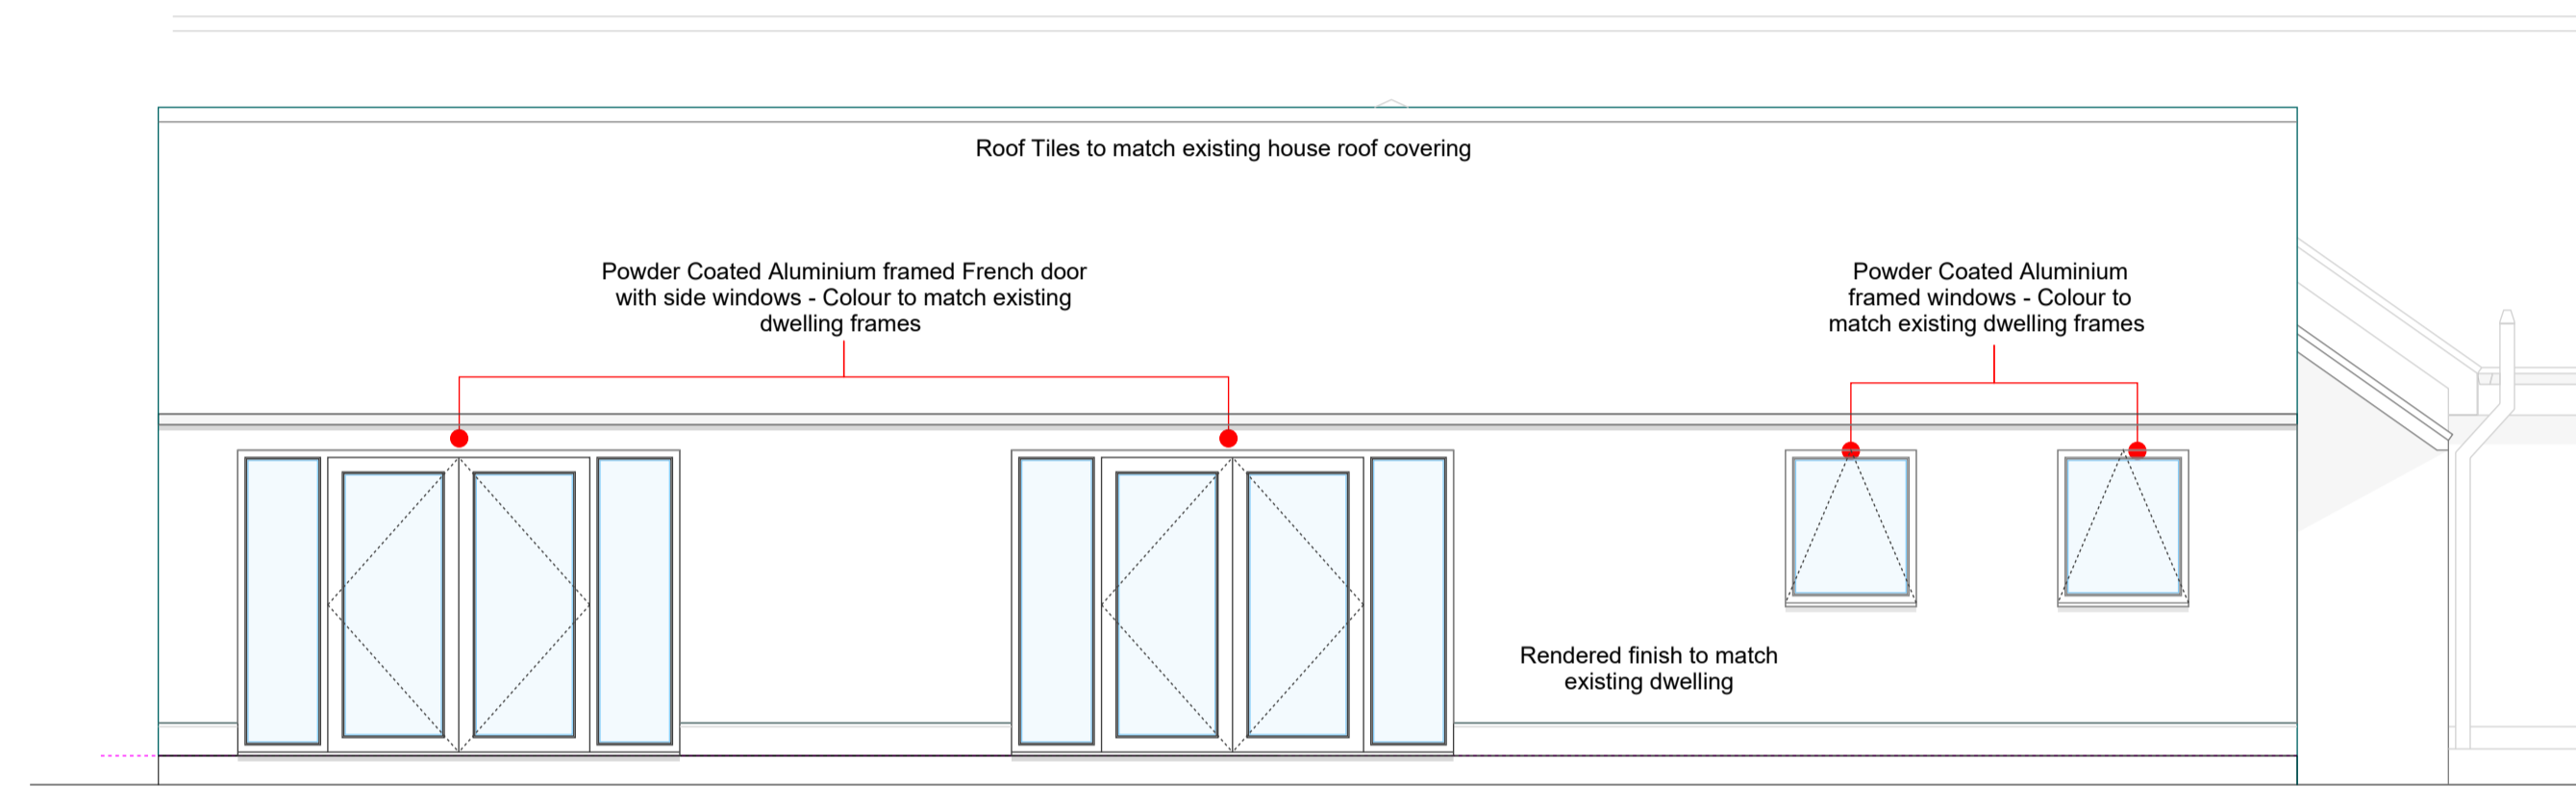 Roof Tiles to match existing house roof covering
Powder Coated Aluminium framed French door
with side windows - Colour to match existing
dwelling frames
Powder Coated Aluminium
framed windows - Colour to
match existing dwelling frames
Rendered finish to match
existing dwelling